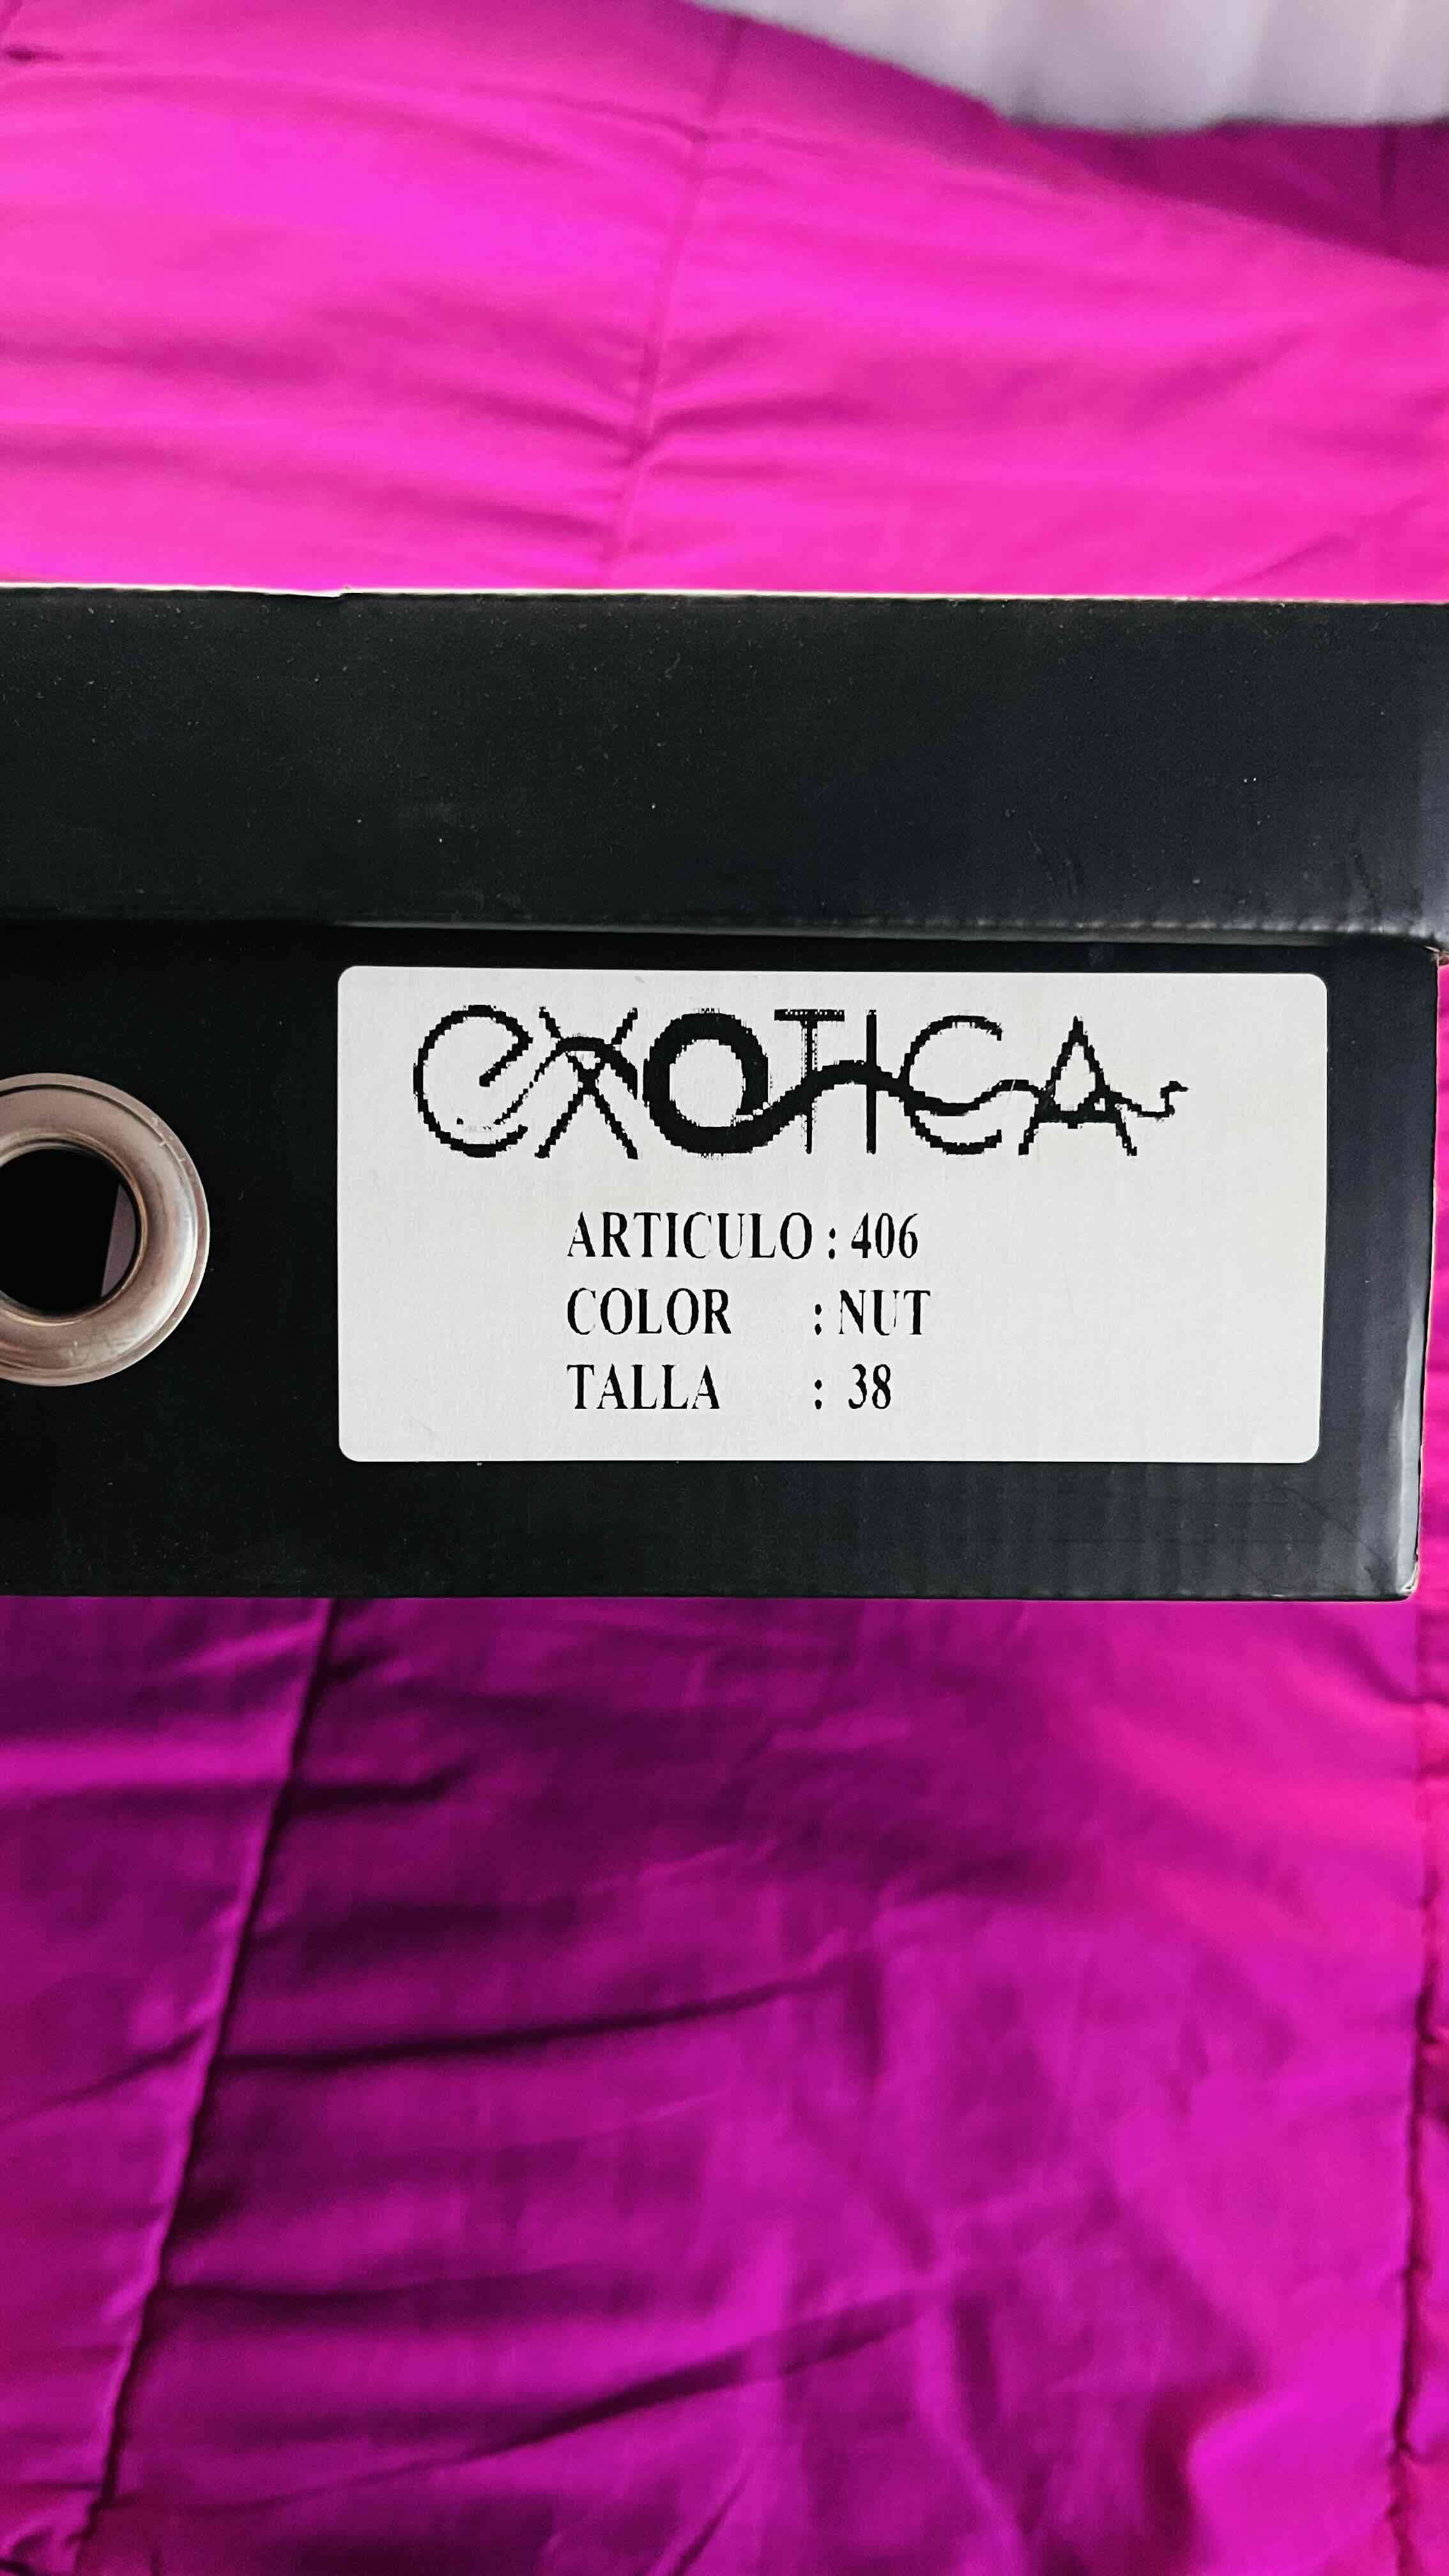 eXOTICA
ARTICULO : 406
COLOR : NUT
TALLA : 38